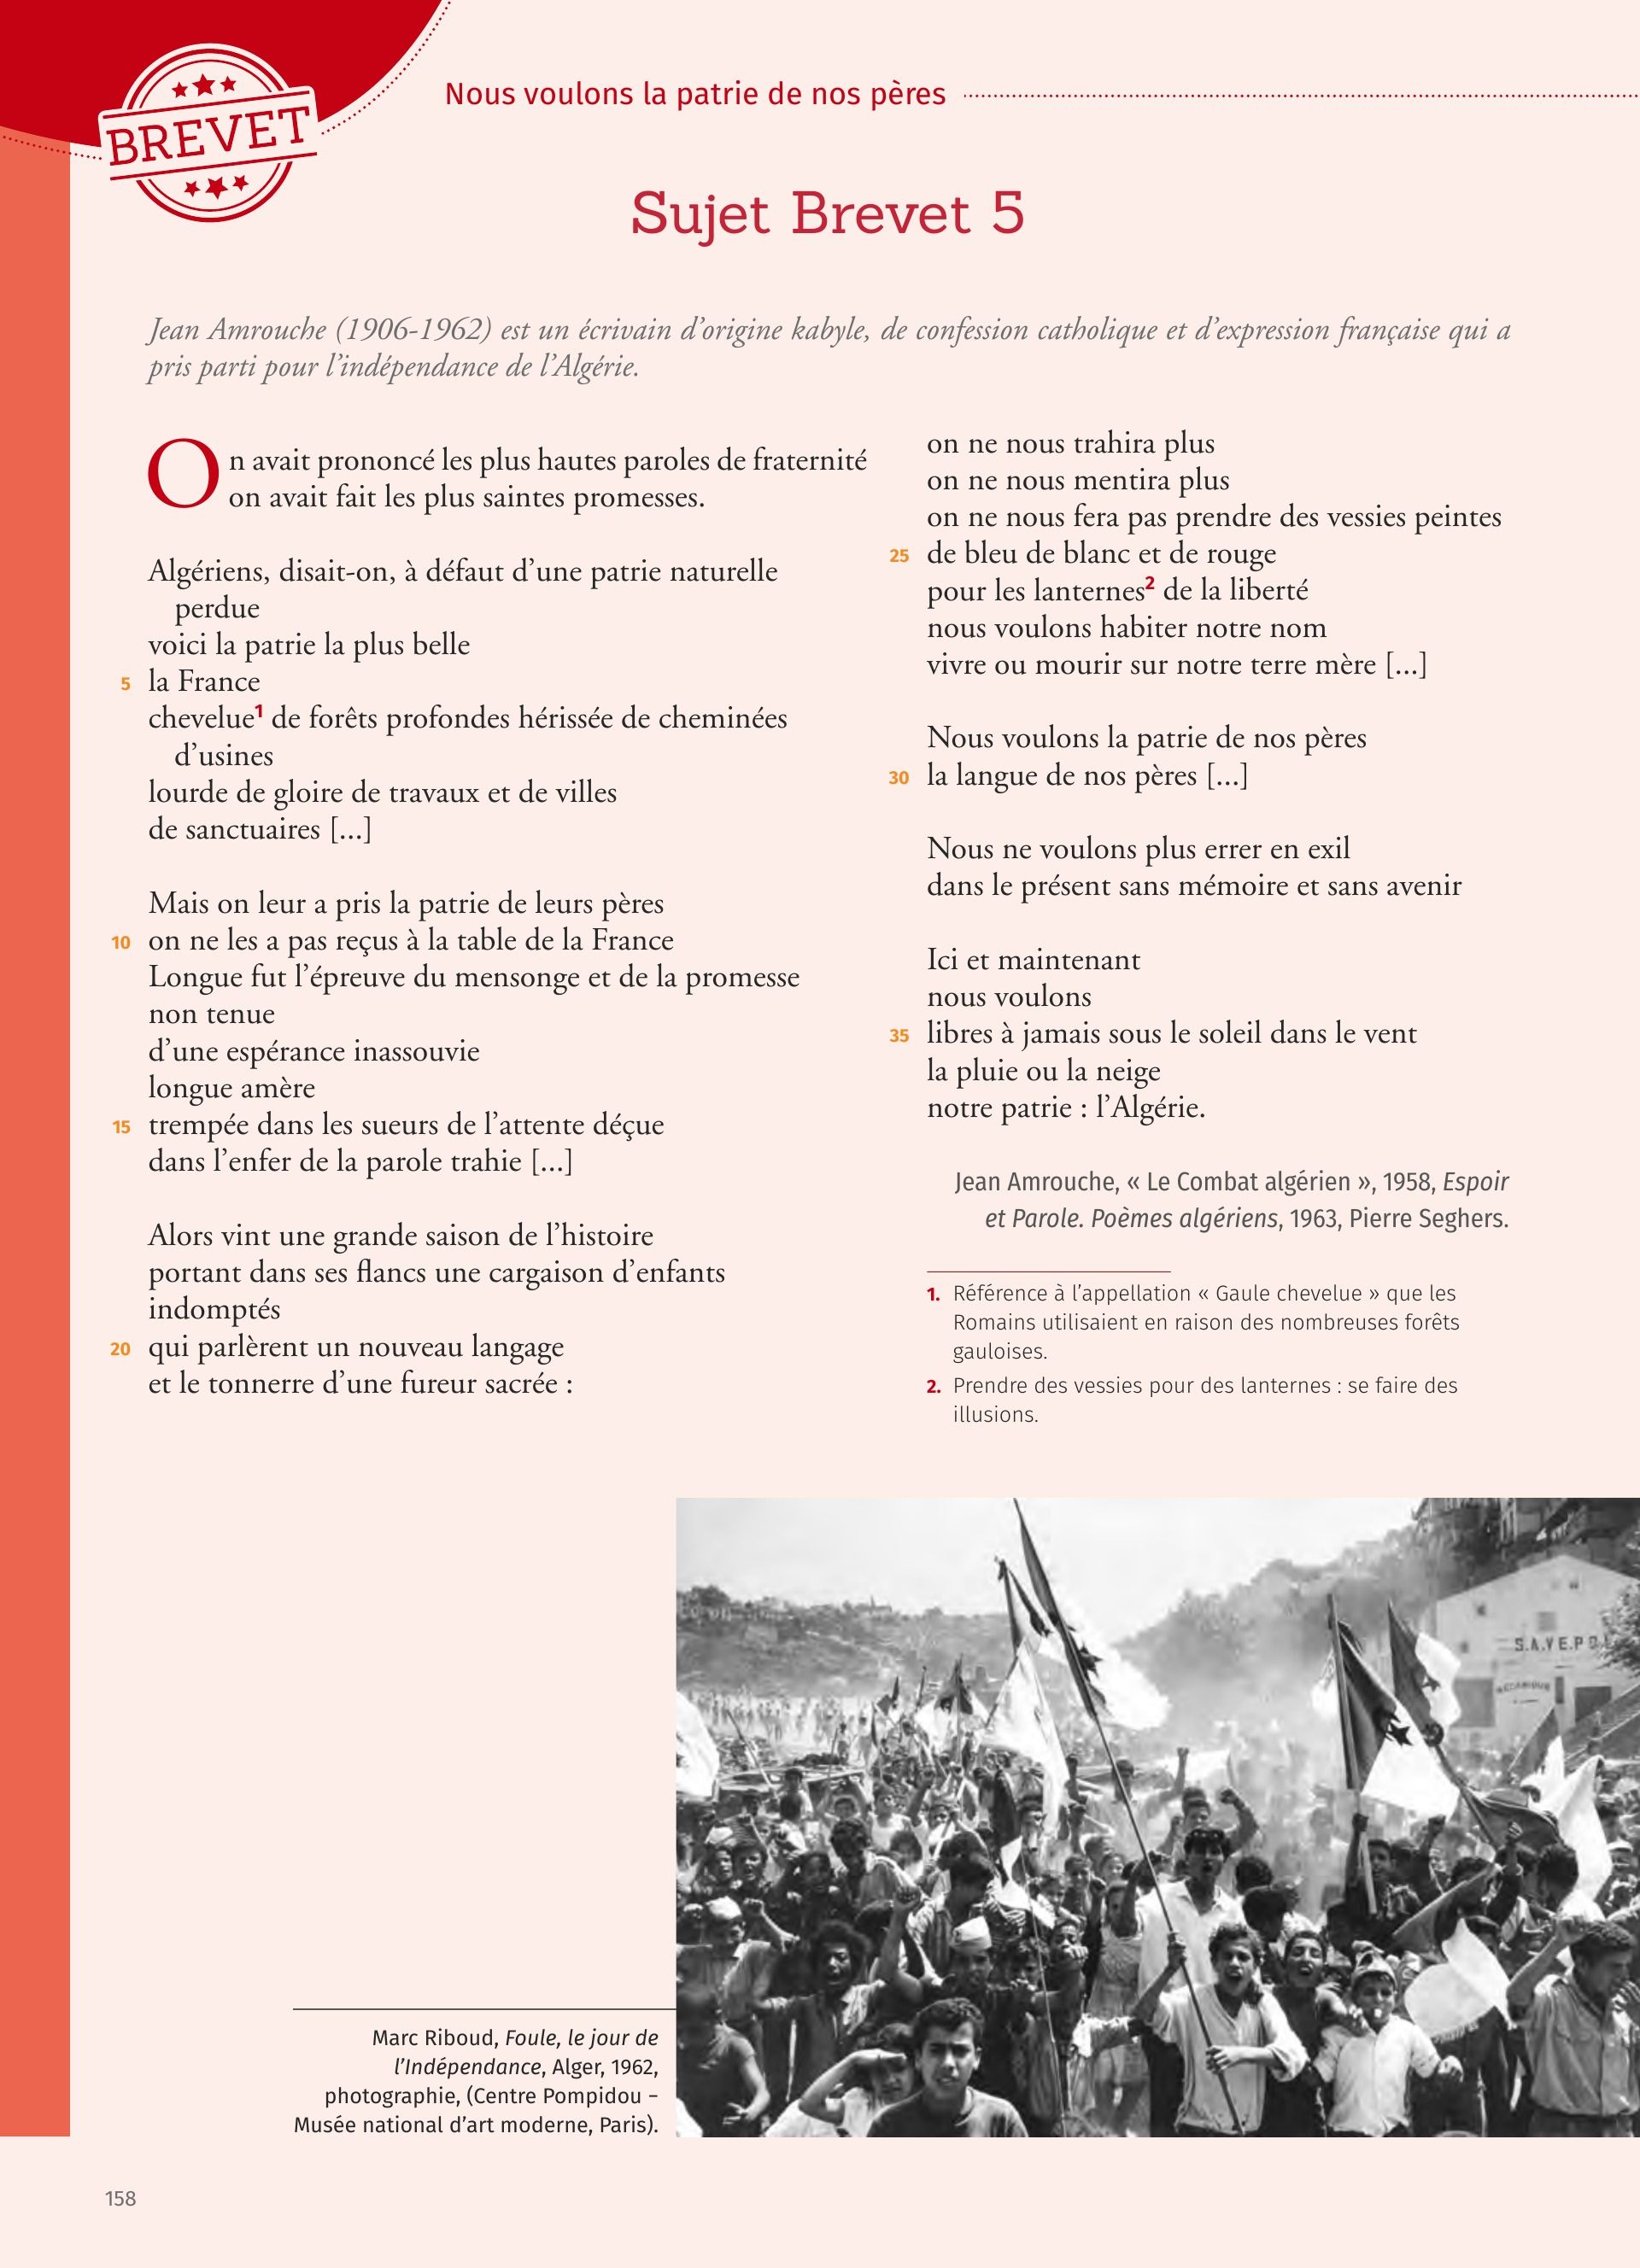 BREVET
Nous voulons la patrie de nos pères
Sujet Brevet 5
Jean Amrouche (1906-1962) est un écrivain d’origine kabyle, de confession catholique et d’expression française qui a
pris parti pour l’indépendance de l’Algérie.
On avait prononcé les plus hautes paroles de fraternité
on avait fait les plus saintes promesses.
Algériens, disait-on, à défaut d’une patrie naturelle
perdue
voici la patrie la plus belle
5 la France
chevelue1 de forêts profondes hérissée de cheminées
d’usines
lourde de gloire de travaux et de villes
de sanctuaires [...]
Mais on leur a pris la patrie de leurs pères
10 on ne les a pas reçus à la table de la France
Longue fut l’épreuve du mensonge et de la promesse
non tenue
d’une espérance inassouvie
longue amère
15 trempée dans les sueurs de l’attente déçue
dans l’enfer de la parole trahie [...]
Alors vint une grande saison de l’histoire
portant dans ses flancs une cargaison d’enfants
indomptés
20 qui parlèrent un nouveau langage
et le tonnerre d’une fureur sacrée :
on ne nous trahira plus
on ne nous mentira plus
on ne nous fera pas prendre des vessies peintes
25 de bleu de blanc et de rouge
pour les lanternes2 de la liberté
nous voulons habiter notre nom
vivre ou mourir sur notre terre mère [...]
Nous voulons la patrie de nos pères
30 la langue de nos pères [...]
Nous ne voulons plus errer en exil
dans le présent sans mémoire et sans avenir
Ici et maintenant
nous voulons
35 libres à jamais sous le soleil dans le vent
la pluie ou la neige
notre patrie : l’Algérie.
Jean Amrouche, « Le Combat algérien », 1958, Espoir
et Parole. Poèmes algériens, 1963, Pierre Seghers.
1. Référence à l’appellation « Gaule chevelue » que les
Romains utilisaient en raison des nombreuses forêts
gauloises.
2. Prendre des vessies pour des lanternes : se faire des
illusions.
Marc Riboud, Foule, le jour de
l’Indépendance, Alger, 1962,
photographie, (Centre Pompidou –
Musée national d’art moderne, Paris).
158